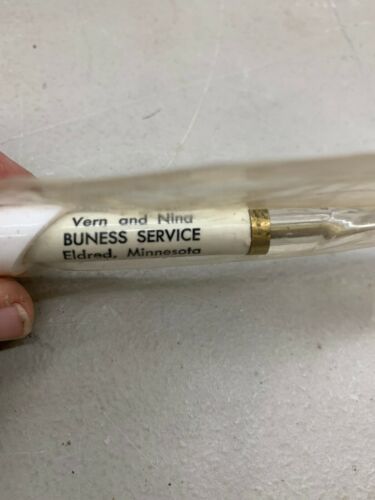 Vern and Nina
BUNESS SERVICE
Eldred, Minnesota